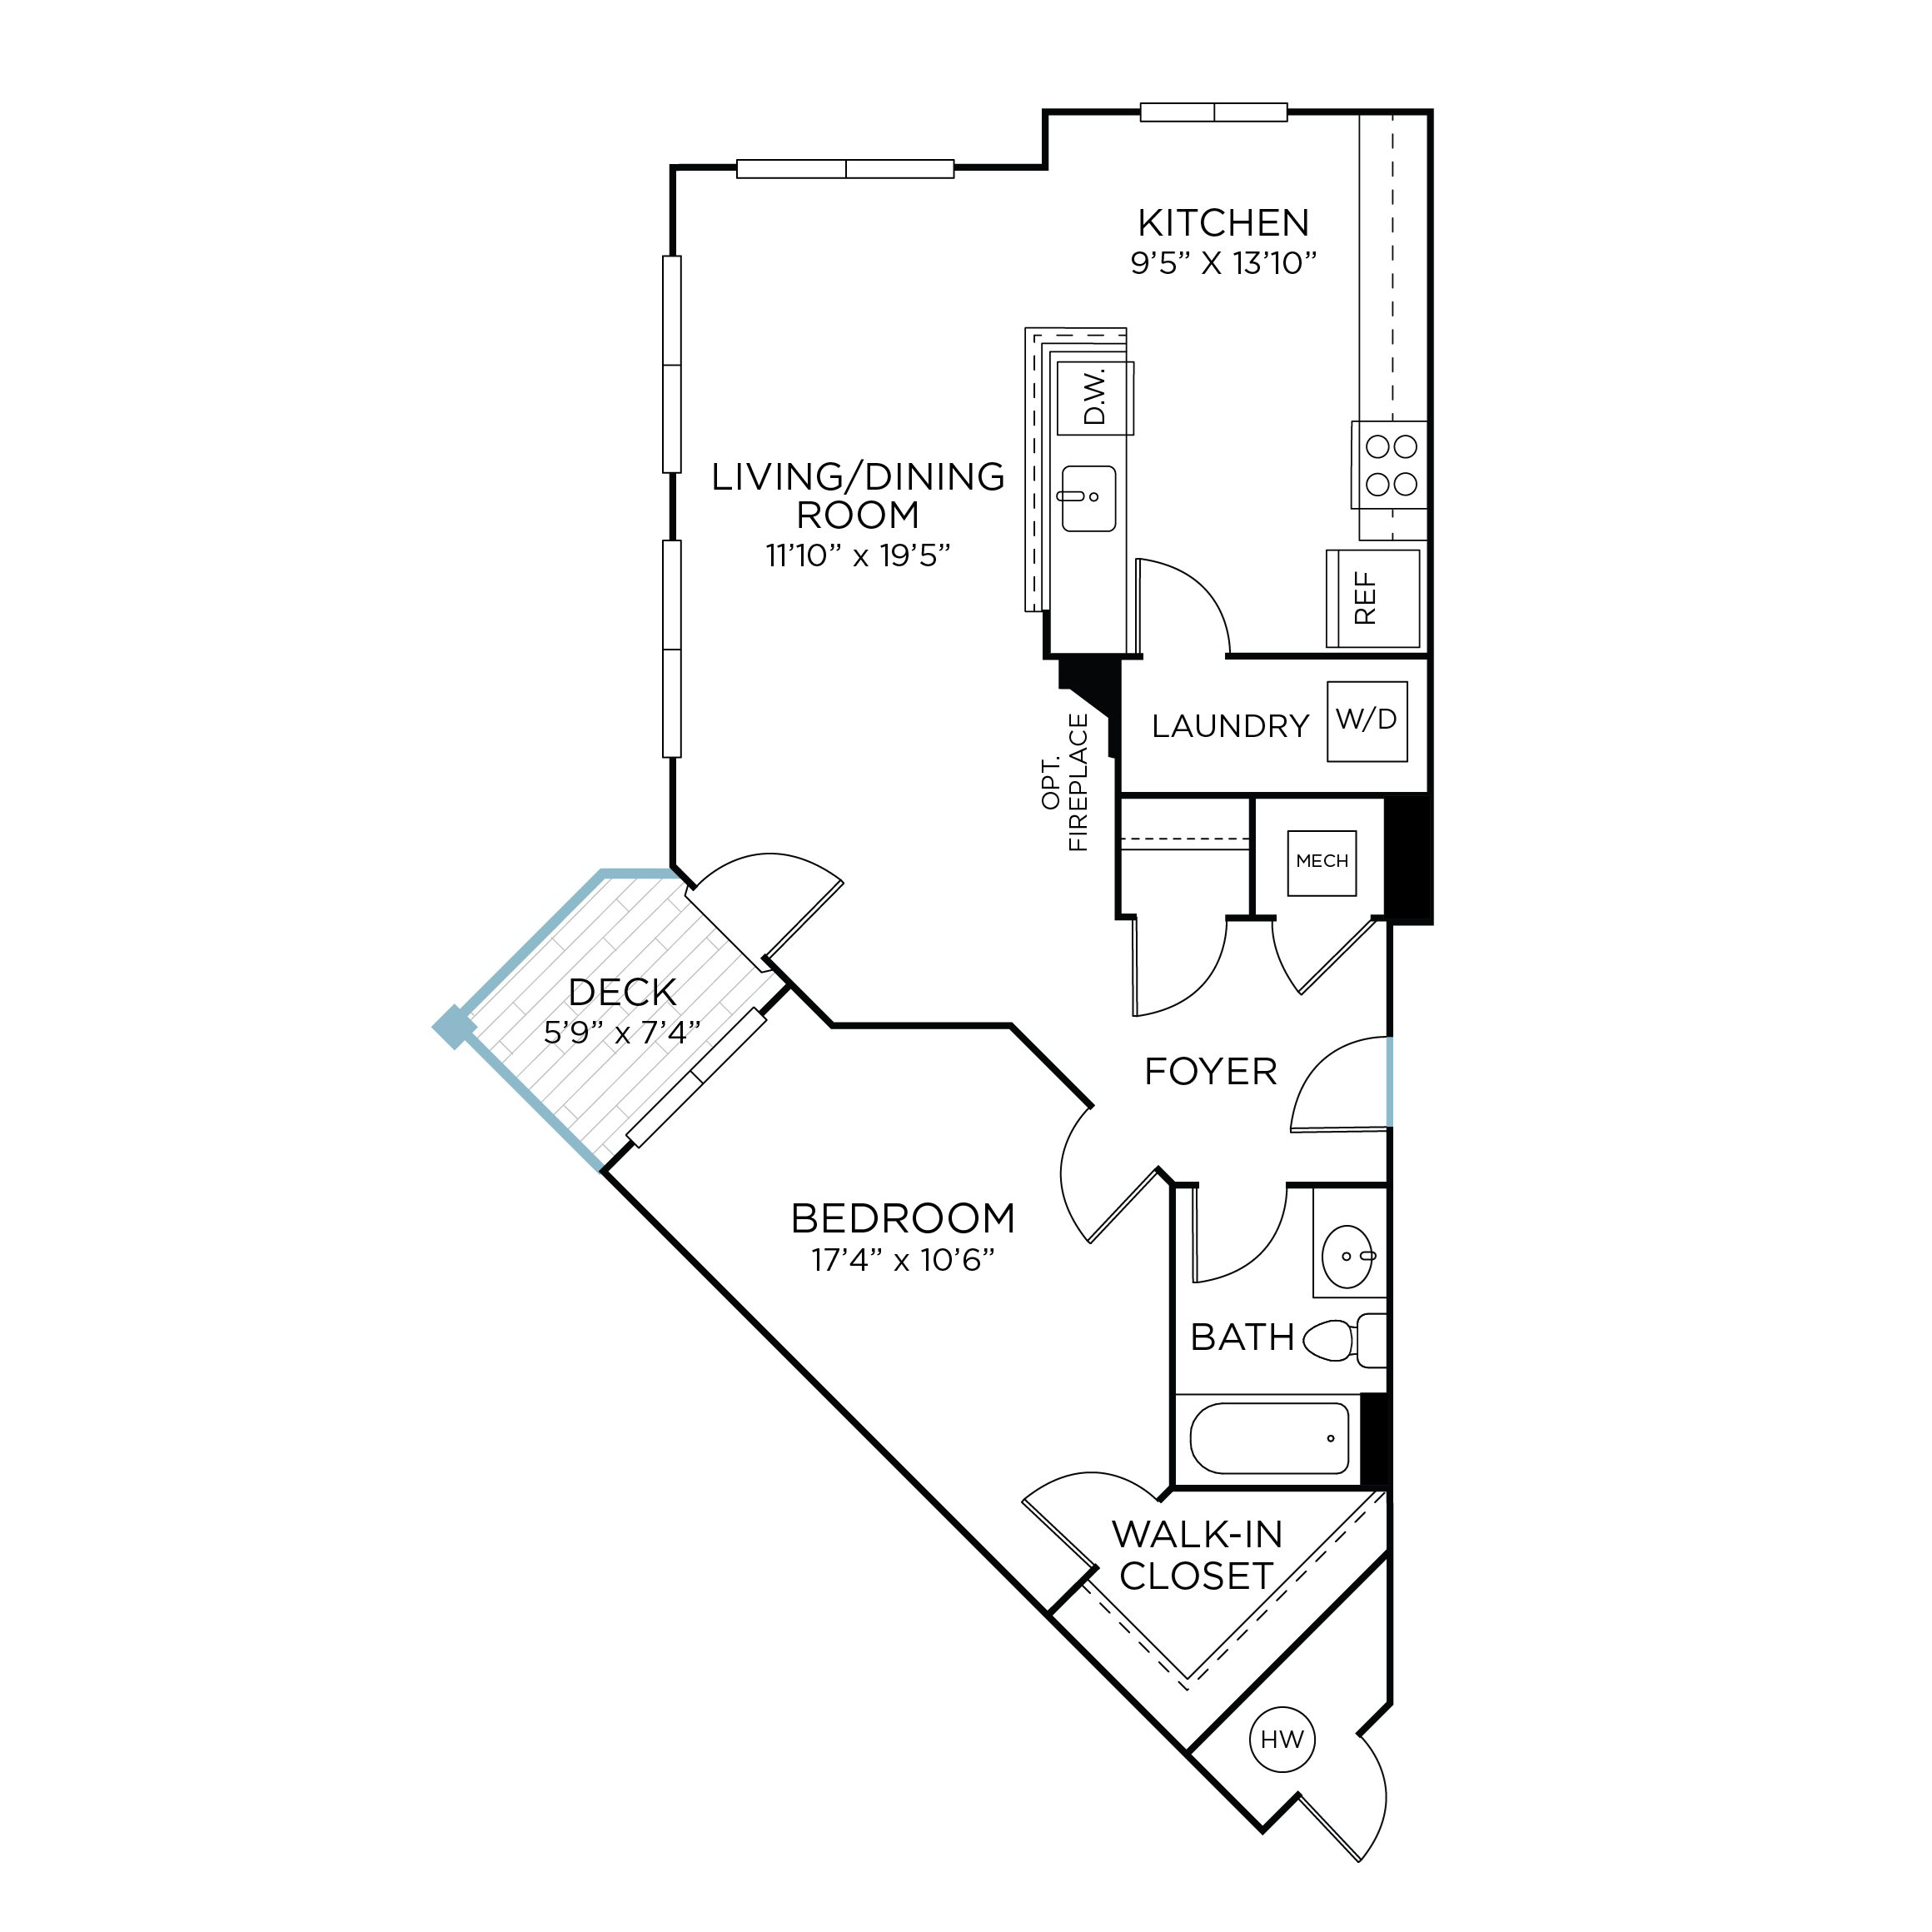 KITCHEN
9’5” X 13’10”
D.W.
LIVING/DINING
ROOM
11’10” x 19’5”
REF
LAUNDRY
W/D
OPT.
FIREPLACE
MECH
DECK
5’9” x 7’4”
FOYER
BEDROOM
17’4” x 10’6”
BATH
WALK-IN
CLOSET
HW